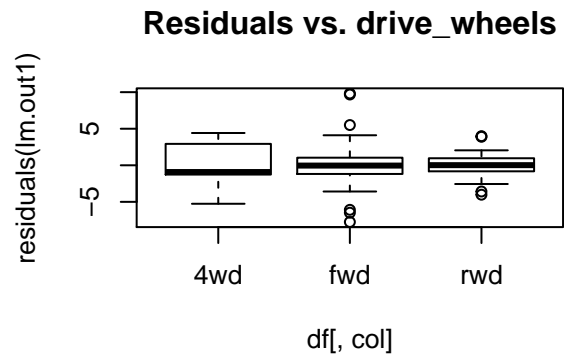 Residuals vs. drive_wheels
residuals(lm.out1)
5
−5
4wd
fwd
rwd
df[, col]